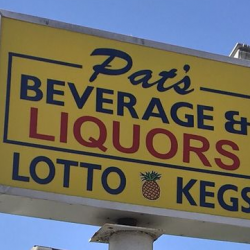 Pat's
BEVERAGE &
LIQUORS
LOTTO KEGS